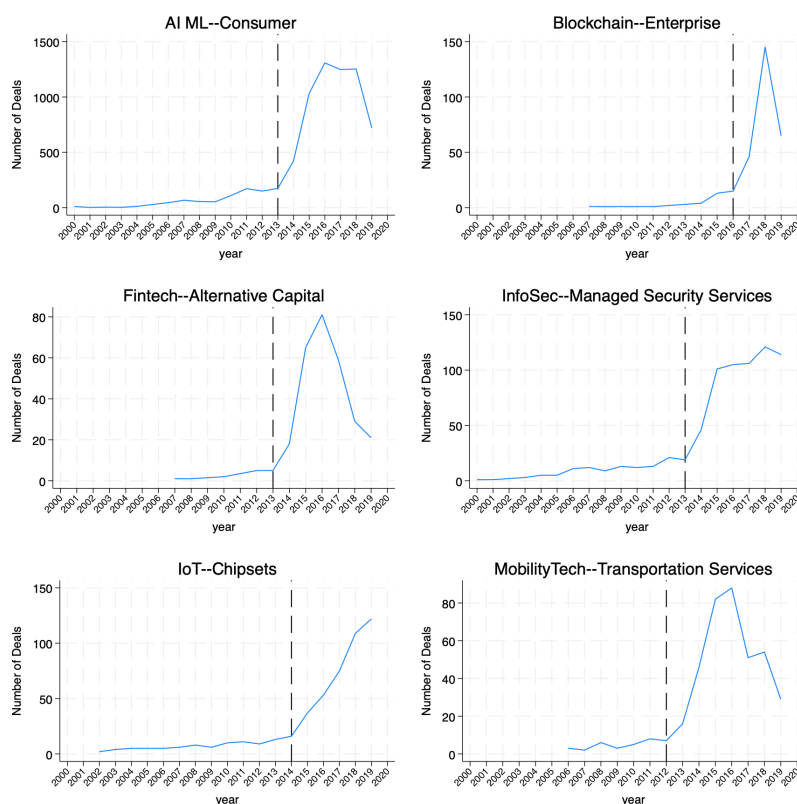 AI ML--Consumer
Number of Deals
1500
1000
500
0
2000 2001 2002 2003 2004 2005 2006 2007 2008 2009 2010 2011 2012 2013 2014 2015 2016 2017 2018 2019 2020
year
Blockchain--Enterprise
Number of Deals
150
100
50
0
2000 2001 2002 2003 2004 2005 2006 2007 2008 2009 2010 2011 2012 2013 2014 2015 2016 2017 2018 2019 2020
year
Fintech--Alternative Capital
Number of Deals
80
60
40
20
0
2000 2001 2002 2003 2004 2005 2006 2007 2008 2009 2010 2011 2012 2013 2014 2015 2016 2017 2018 2019 2020
year
InfoSec--Managed Security Services
Number of Deals
150
100
50
0
2000 2001 2002 2003 2004 2005 2006 2007 2008 2009 2010 2011 2012 2013 2014 2015 2016 2017 2018 2019 2020
year
IoT--Chipsets
Number of Deals
150
100
50
0
2000 2001 2002 2003 2004 2005 2006 2007 2008 2009 2010 2011 2012 2013 2014 2015 2016 2017 2018 2019 2020
year
MobilityTech--Transportation Services
Number of Deals
80
60
40
20
0
2000 2001 2002 2003 2004 2005 2006 2007 2008 2009 2010 2011 2012 2013 2014 2015 2016 2017 2018 2019 2020
year